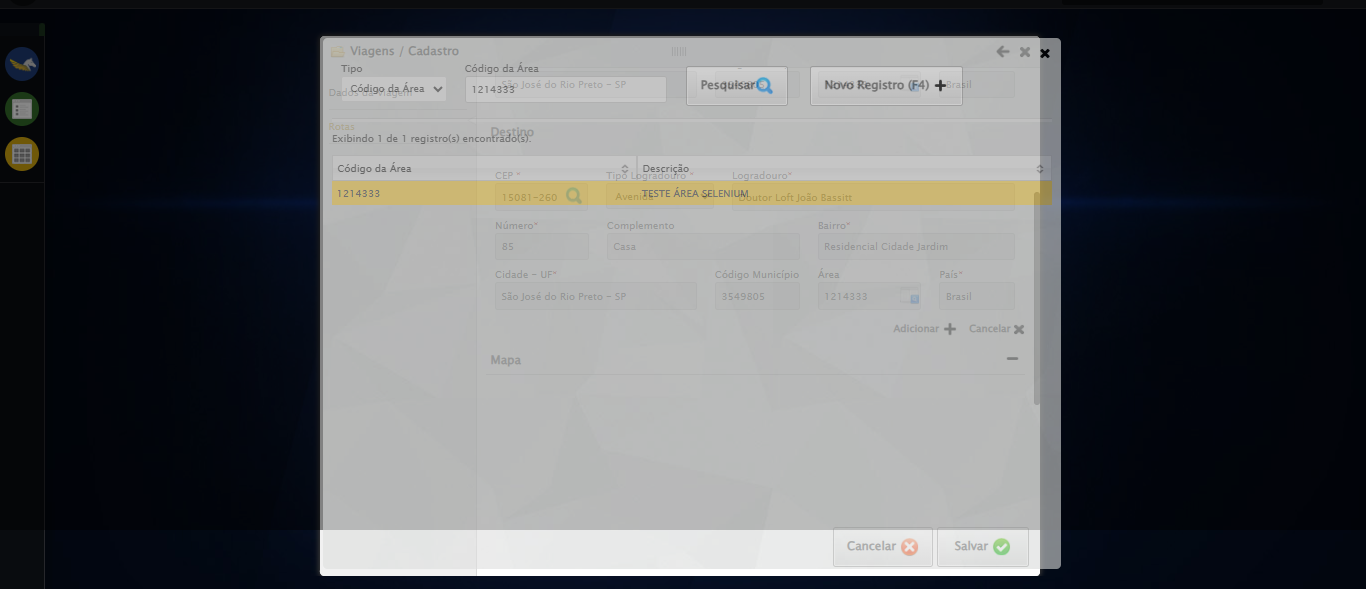 Viagens / Cadastro
Tipo
Código da Área
Código da Área
1214333
Pesquisar
Novo Registro (F4)
São José do Rio Preto - SP
Brasil
Dados da Viagem
Rotas
Destino
Exibindo 1 de 1 registro(s) encontrado(s).
Código da Área
Descrição
1214333
TESTE ÁREA SELENIUM
CEP *
Tipo Logradouro *
Logradouro*
15081-260
Avenida
Doutor Loft João Bassitt
Número*
Complemento
Bairro*
85
Casa
Residencial Cidade Jardim
Cidade - UF*
Código Município
Área
País*
São José do Rio Preto - SP
3549805
1214333
Brasil
Adicionar
Cancelar
Mapa
Cancelar
Salvar